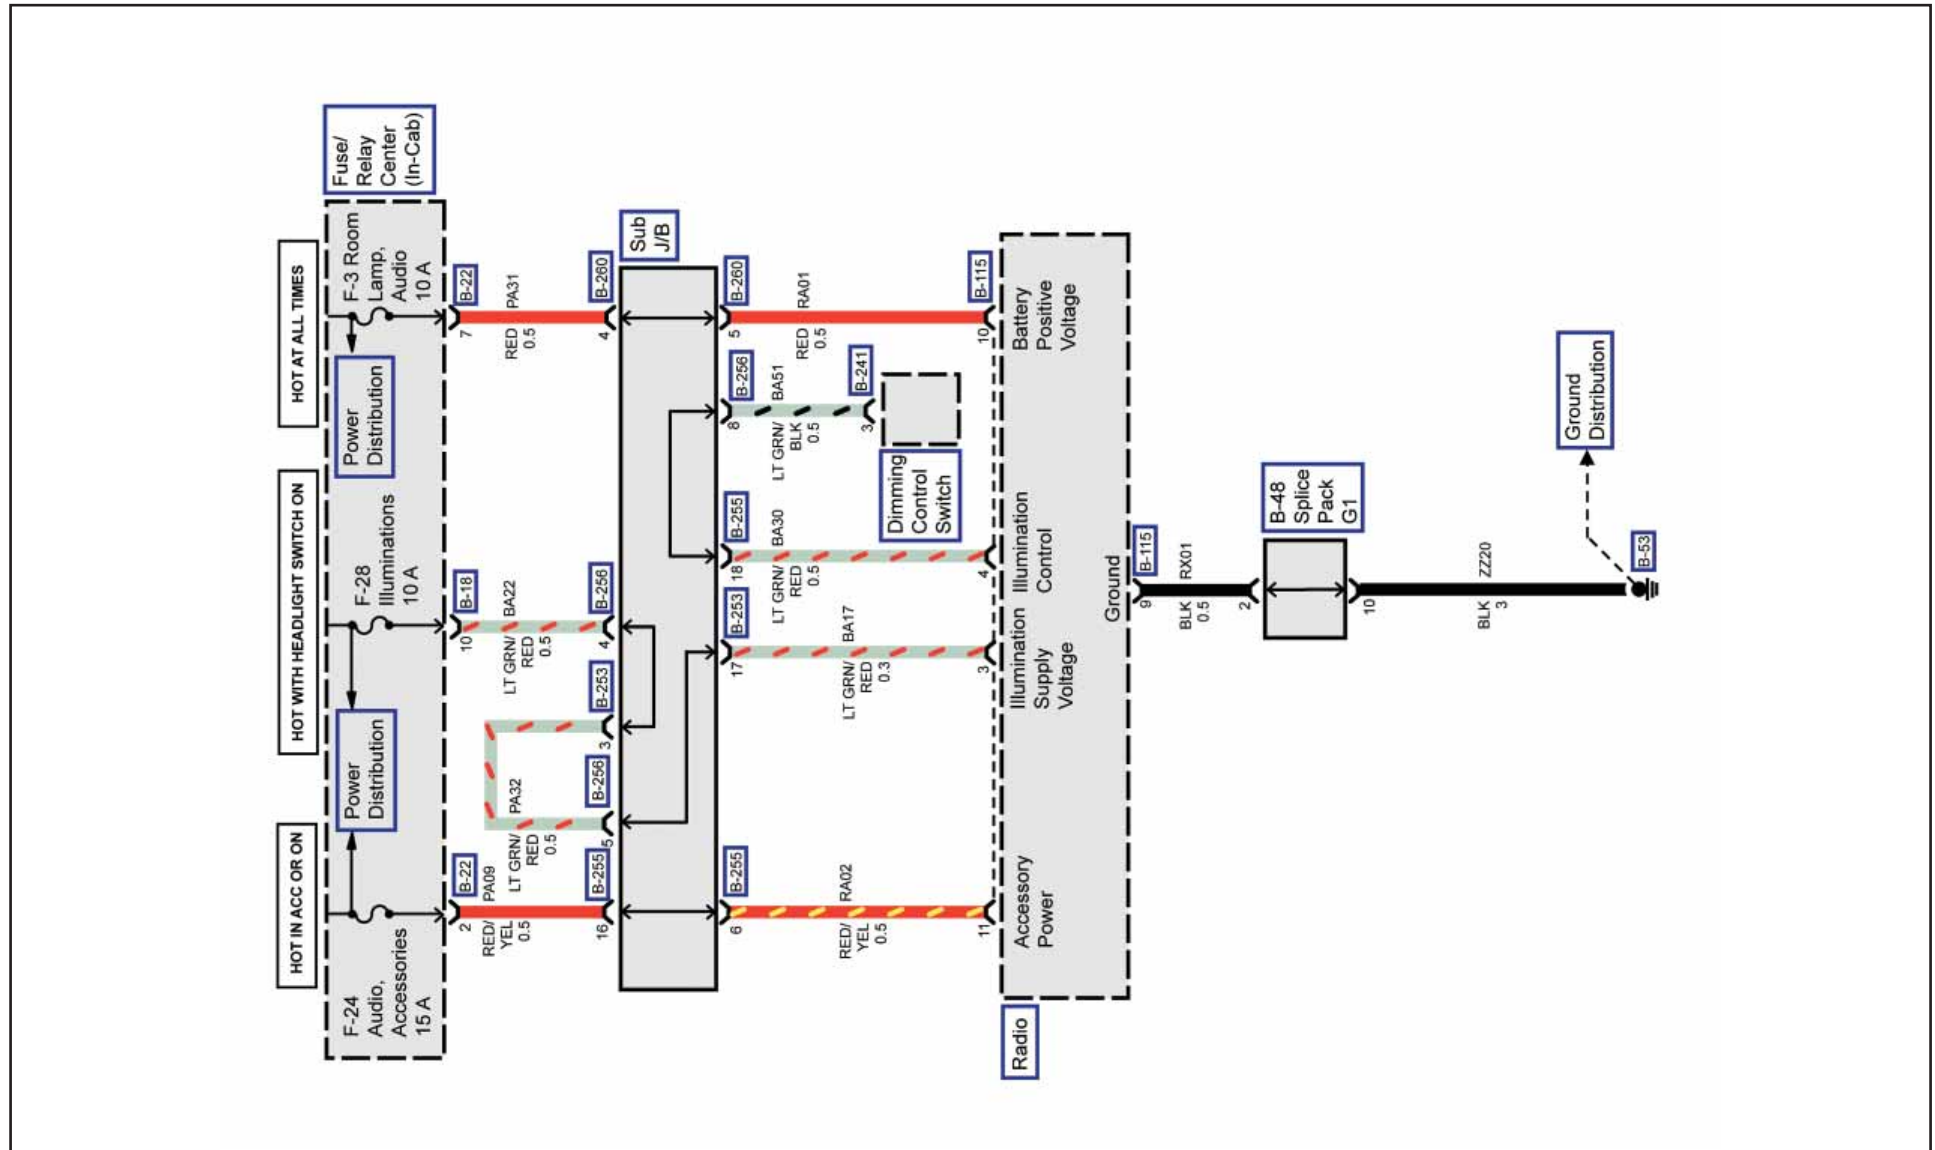 HOT IN ACC OR ON
HOT WITH HEADLIGHT SWITCH ON
HOT AT ALL TIMES
F-24
Audio,
Accessories
15 A
Power
Distribution
F-28
Illuminations
10 A
Power
Distribution
F-3 Room
Lamp,
Audio
10 A
Fuse/
Relay
Center
(In-Cab)
2
B-22
10
B-18
7
B-22
RED/
YEL
0.5
PA09
LT GRN/
RED
0.5
PA32
LT GRN/
RED
0.5
BA22
RED
0.5
PA31
16
B-255
5
B-256
3
B-253
4
B-256
4
B-260
Sub
J/B
6
B-255
17
B-253
18
B-255
8
B-256
5
B-260
RED/
YEL
0.5
RA02
LT GRN/
RED
0.3
BA17
LT GRN/
RED
0.5
BA30
LT GRN/
BLK
0.5
BA51
RED
0.5
RA01
3
B-241
Dimming
Control
Switch
11
3
4
10
B-115
Radio
Accessory
Power
Illumination
Supply
Voltage
Illumination
Control
Battery
Positive
Voltage
Ground
9
B-115
BLK
0.5
RX01
2
B-48
Splice
Pack
G1
10
BLK
3
ZZ20
Ground
Distribution
B-53